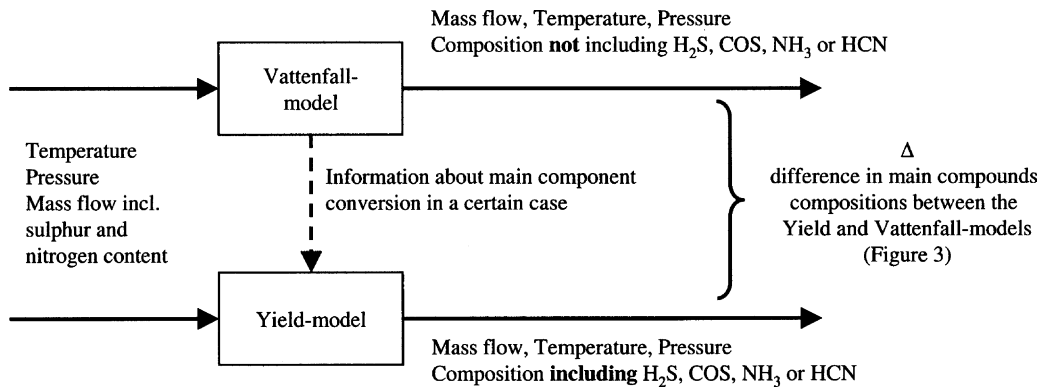 Mass flow, Temperature, Pressure
Composition not including H₂S, COS, NH₃ or HCN
Vattenfall-
model
Temperature
Pressure
Mass flow incl.
sulphur and
nitrogen content
Information about main component
conversion in a certain case
Δ
difference in main compounds
compositions between the
Yield and Vattenfall-models
(Figure 3)
Yield-model
Mass flow, Temperature, Pressure
Composition including H₂S, COS, NH₃ or HCN